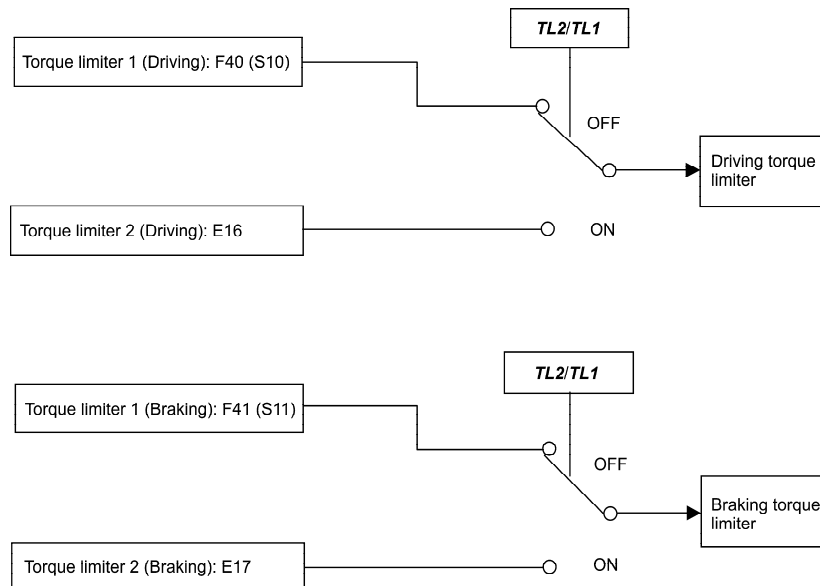 TL2/TL1
Torque limiter 1 (Driving): F40 (S10)
OFF
Driving torque
limiter
Torque limiter 2 (Driving): E16
ON
TL2/TL1
Torque limiter 1 (Braking): F41 (S11)
OFF
Braking torque
limiter
Torque limiter 2 (Braking): E17
ON